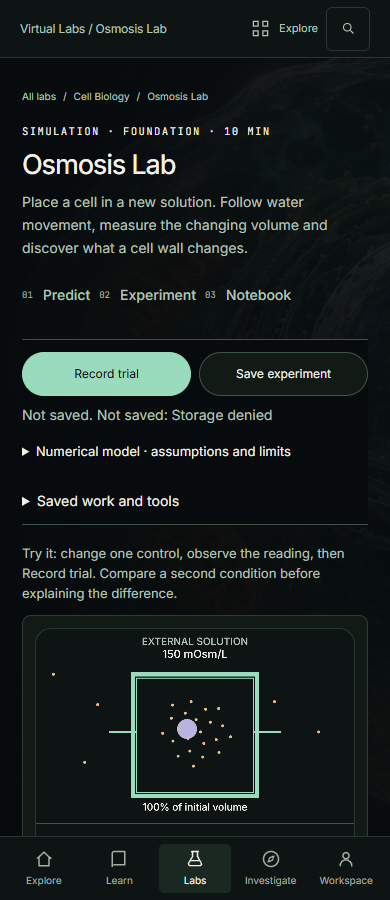 Virtual Labs / Osmosis Lab
Explore
All labs / Cell Biology / Osmosis Lab
SIMULATION · FOUNDATION · 10 MIN
Osmosis Lab
Place a cell in a new solution. Follow water
movement, measure the changing volume and
discover what a cell wall changes.
01 Predict 02 Experiment 03 Notebook
Record trial
Save experiment
Not saved. Not saved: Storage denied
Numerical model · assumptions and limits
Saved work and tools
Try it: change one control, observe the reading, then
Record trial. Compare a second condition before
explaining the difference.
EXTERNAL SOLUTION
150 mOsm/L
100% of initial volume
Explore
Learn
Labs
Investigate
Workspace